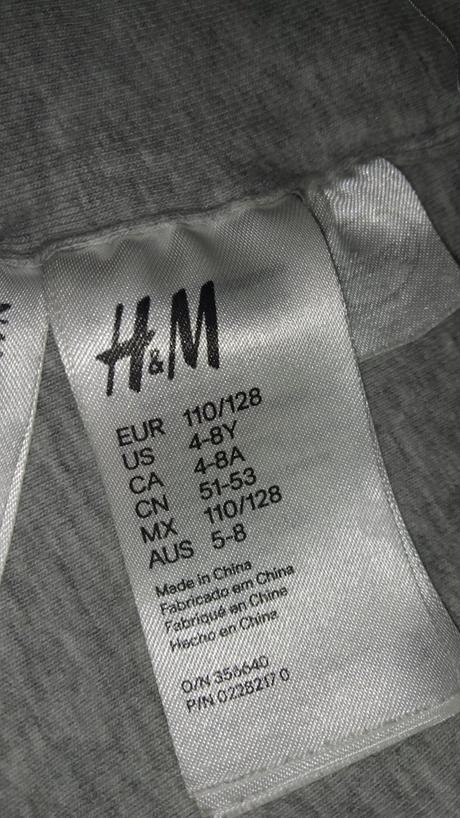 H&M
EUR 110/128
US 4-8Y
CA 4-8A
CN 51-53
MX 110/128
AUS 5-8
Made in China
Fabricado em China
Fabriqué en Chine
Hecho en China
O/N 356640
P/N 0228217 0